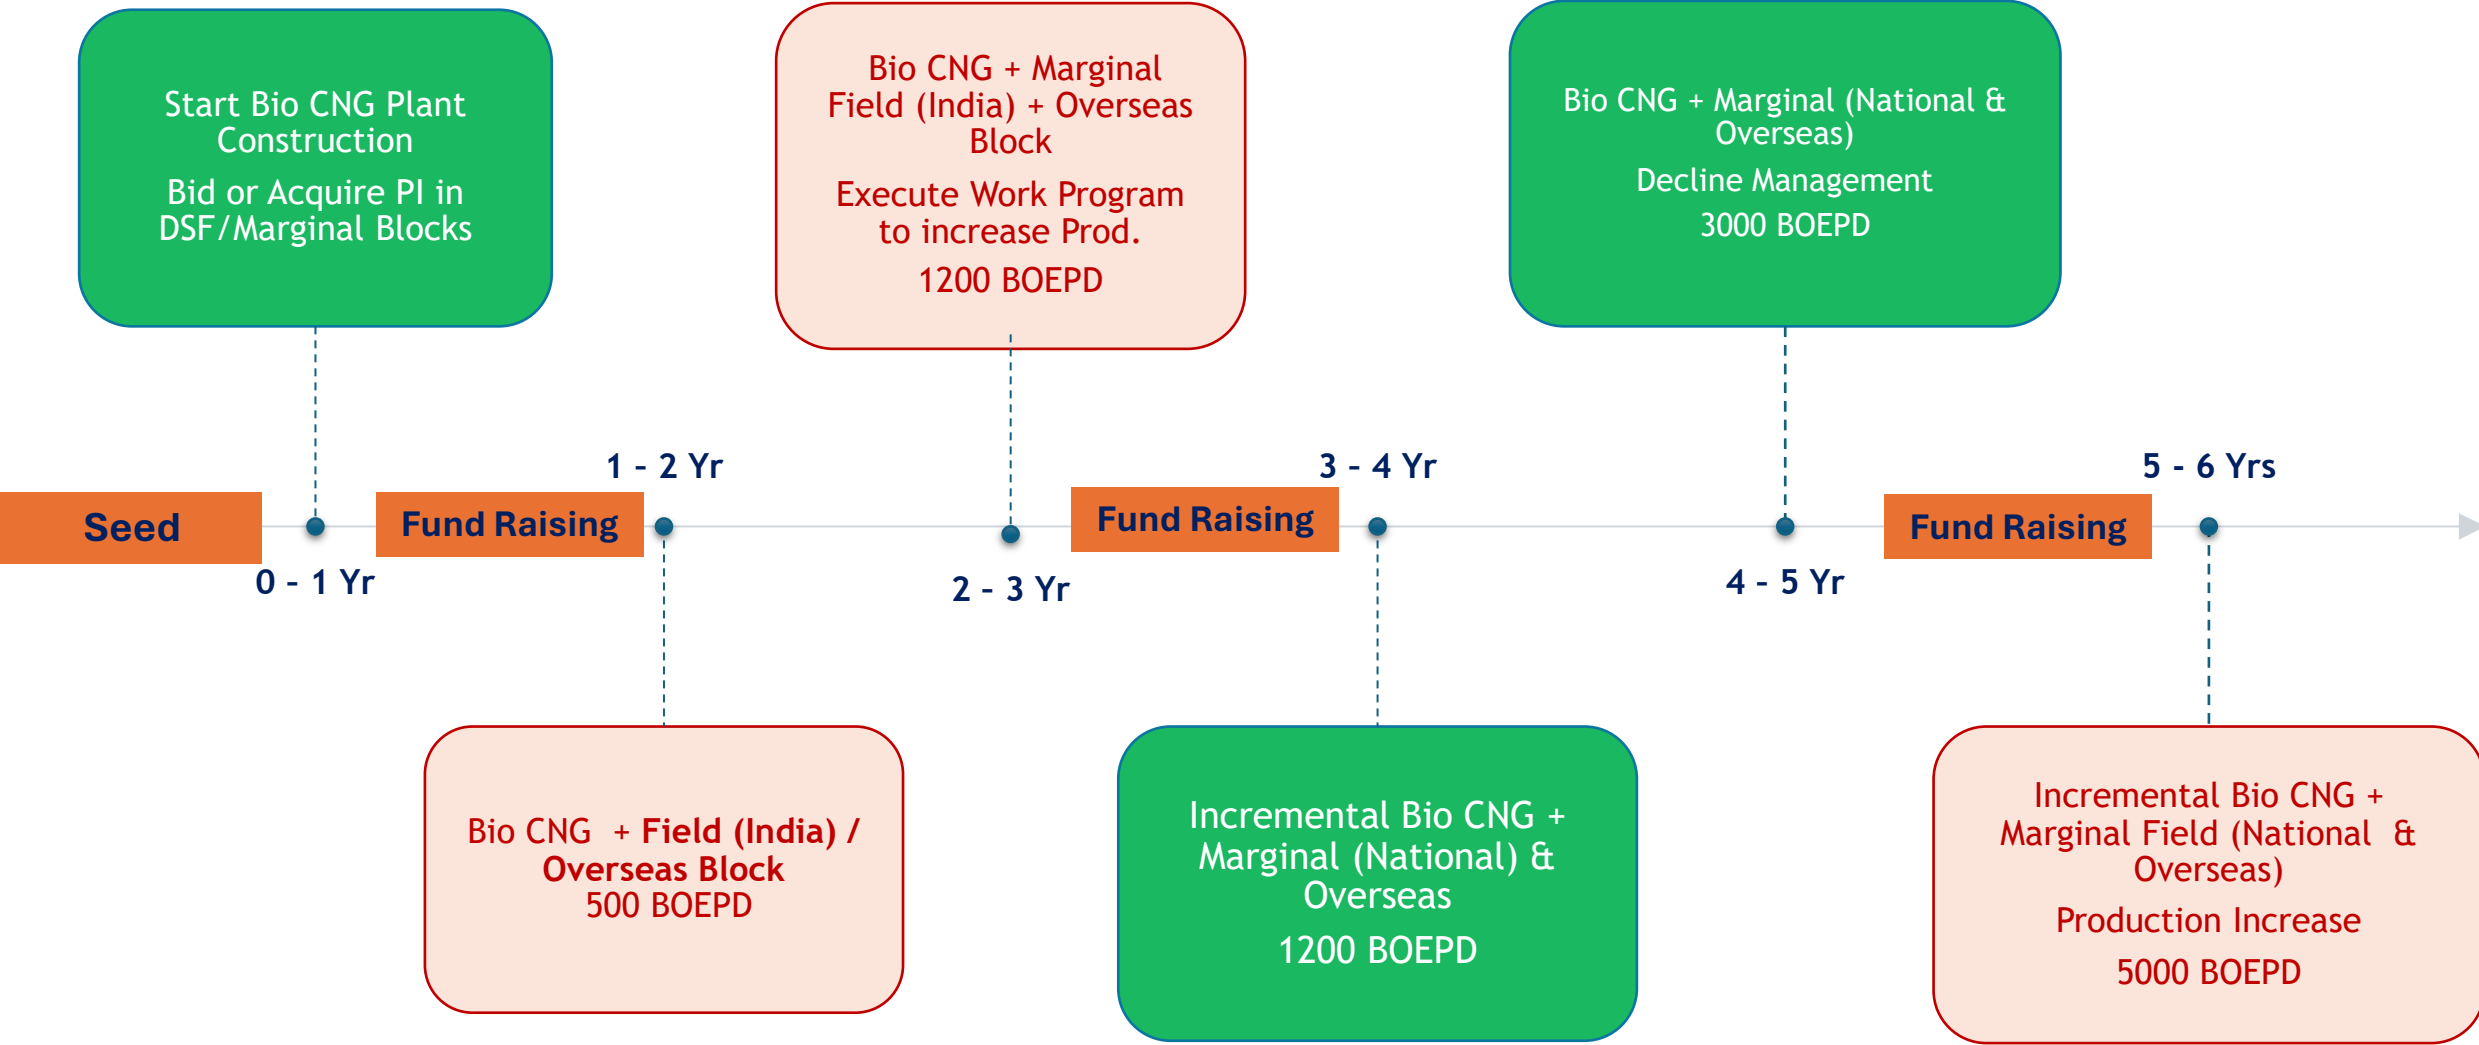 Start Bio CNG Plant
Construction
Bid or Acquire PI in
DSF/Marginal Blocks
Bio CNG + Marginal
Field (India) + Overseas
Block
Execute Work Program
to increase Prod.
1200 BOEPD
Bio CNG + Marginal (National &
Overseas)
Decline Management
3000 BOEPD
1 – 2 Yr
3 – 4 Yr
5 - 6 Yrs
Seed
Fund Raising
Fund Raising
Fund Raising
0 – 1 Yr
2 – 3 Yr
4 – 5 Yr
Bio CNG + Field (India) /
Overseas Block
500 BOEPD
Incremental Bio CNG +
Marginal (National) &
Overseas
1200 BOEPD
Incremental Bio CNG +
Marginal Field (National &
Overseas)
Production Increase
5000 BOEPD